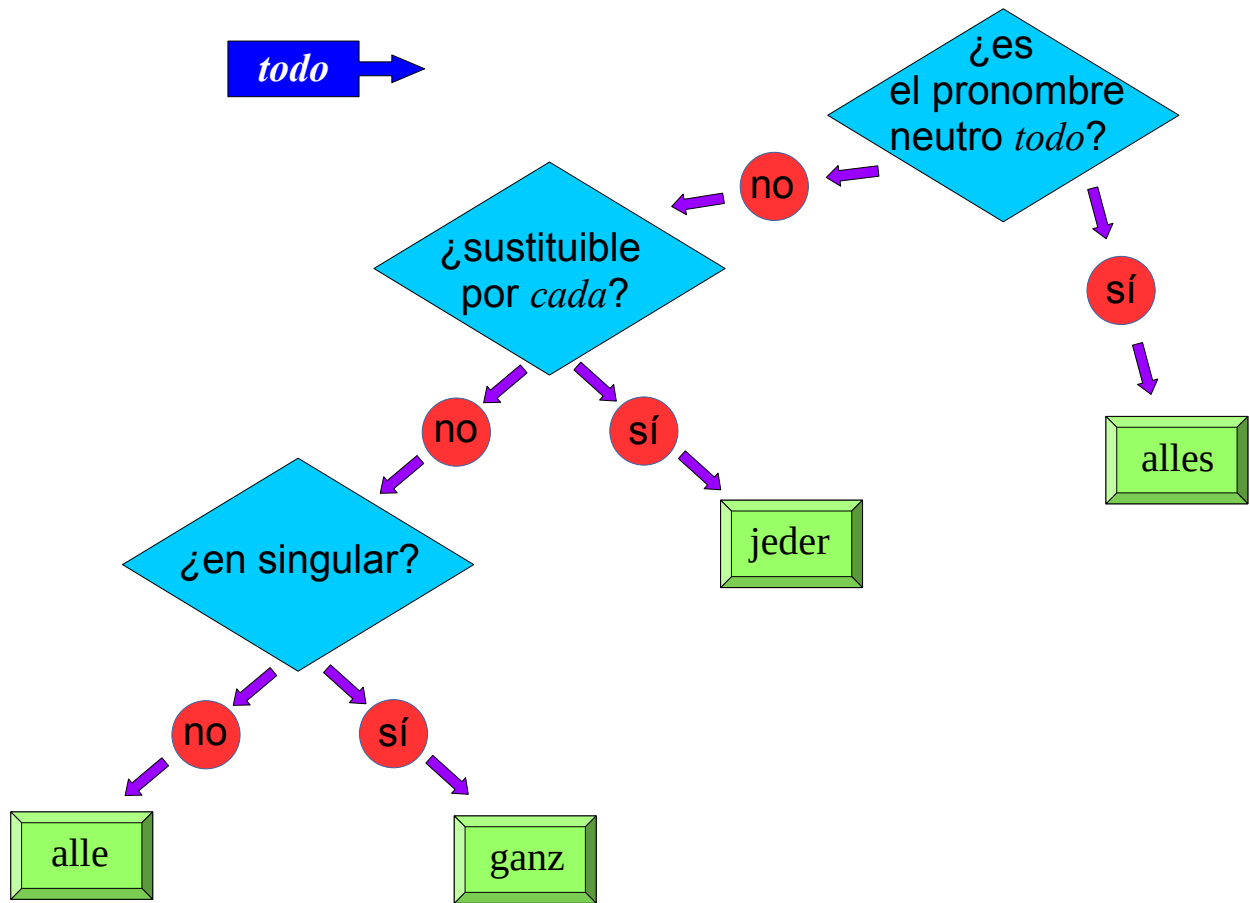 todo
¿es
el pronombre
neutro todo?
no
sí
¿sustituible
por cada?
no
sí
alles
jeder
¿en singular?
no
sí
alle
ganz